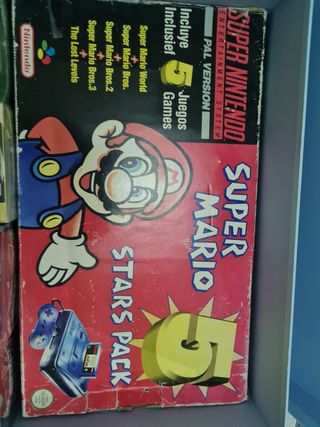 SUPER NINTENDO
ENTERTAINMENT SYSTEM
PAL VERSION
Incluye
Inclusief
5
Juegos
Games
Super Mario World
+
Super Mario Bros.
+
Super Mario Bros.2
+
Super Mario Bros.3
+
The Lost Levels
Nintendo
SUPER
MARIO
STARS PACK
5